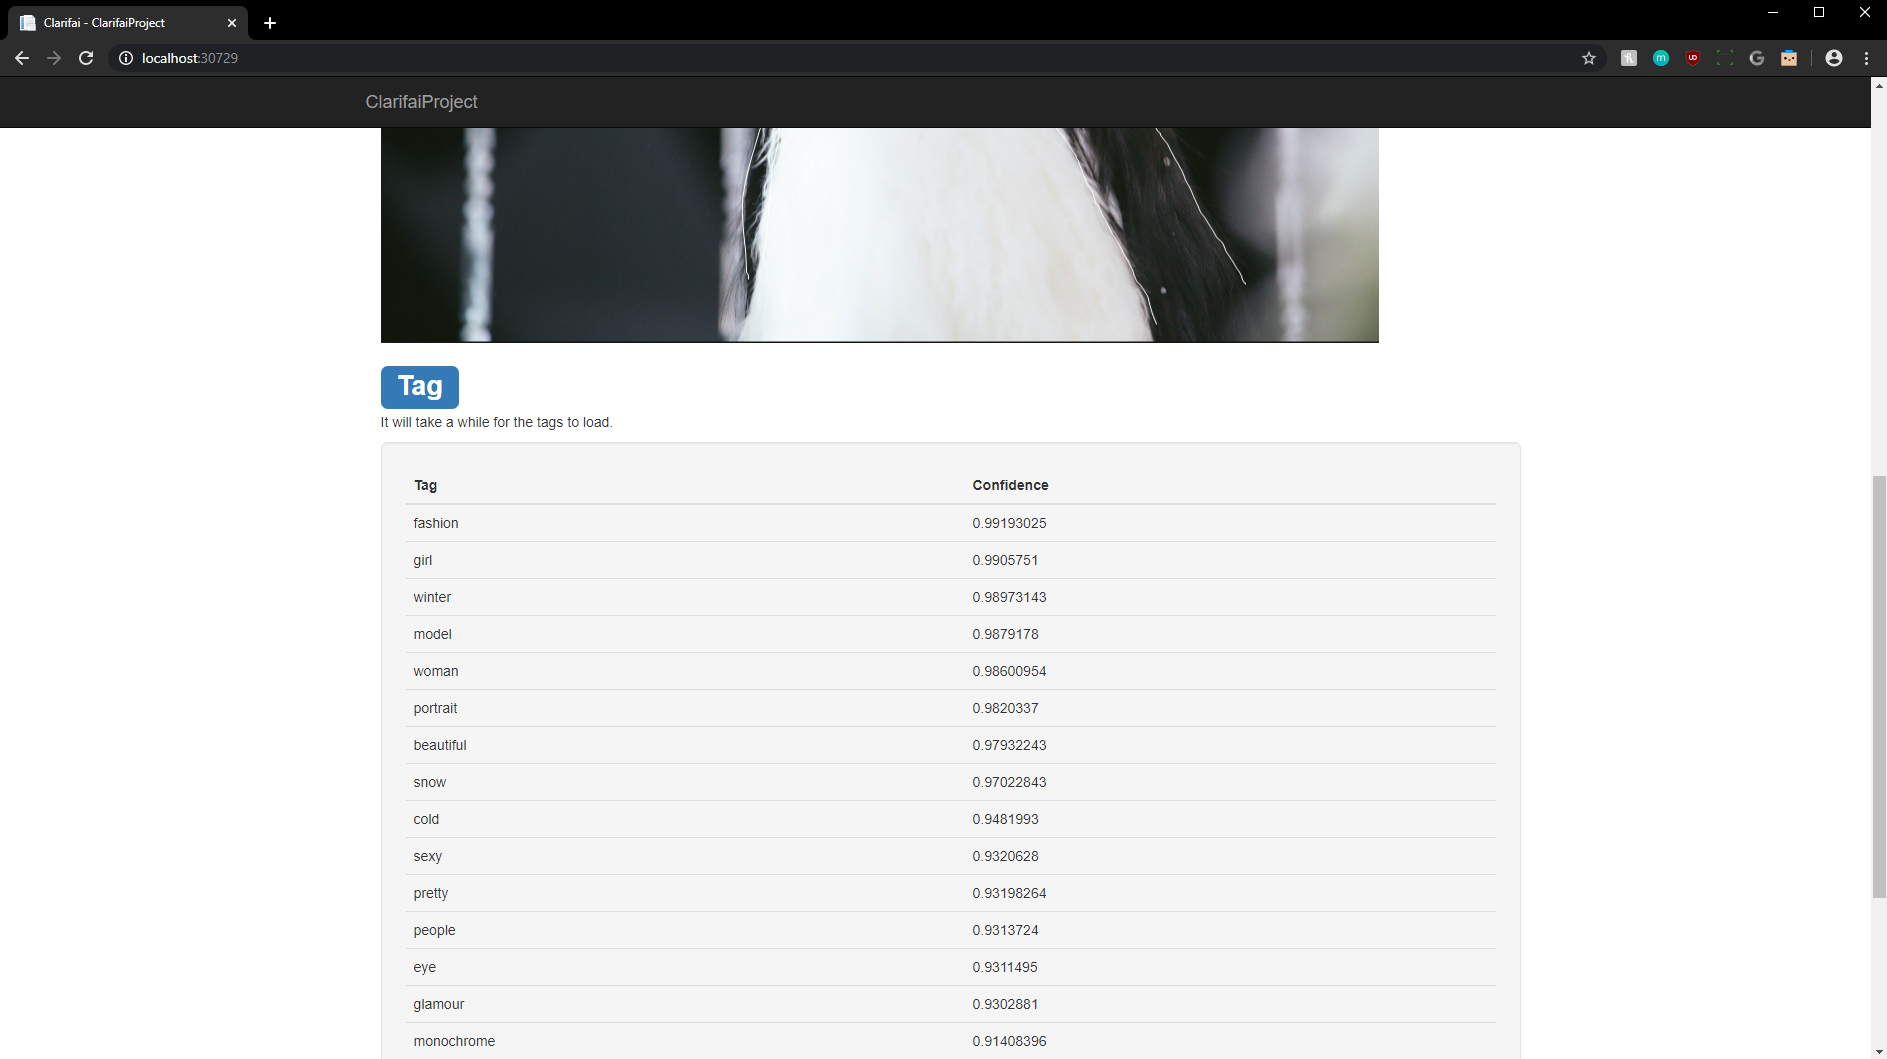 Clarifai - ClarifaiProject
localhost:30729
ClarifaiProject
Tag
It will take a while for the tags to load.
Tag Confidence
fashion 0.99193025
girl 0.9905751
winter 0.98973143
model 0.9879178
woman 0.98600954
portrait 0.9820337
beautiful 0.97932243
snow 0.97022843
cold 0.9481993
sexy 0.9320628
pretty 0.93198264
people 0.9313724
eye 0.9311495
glamour 0.9302881
monochrome 0.91408396